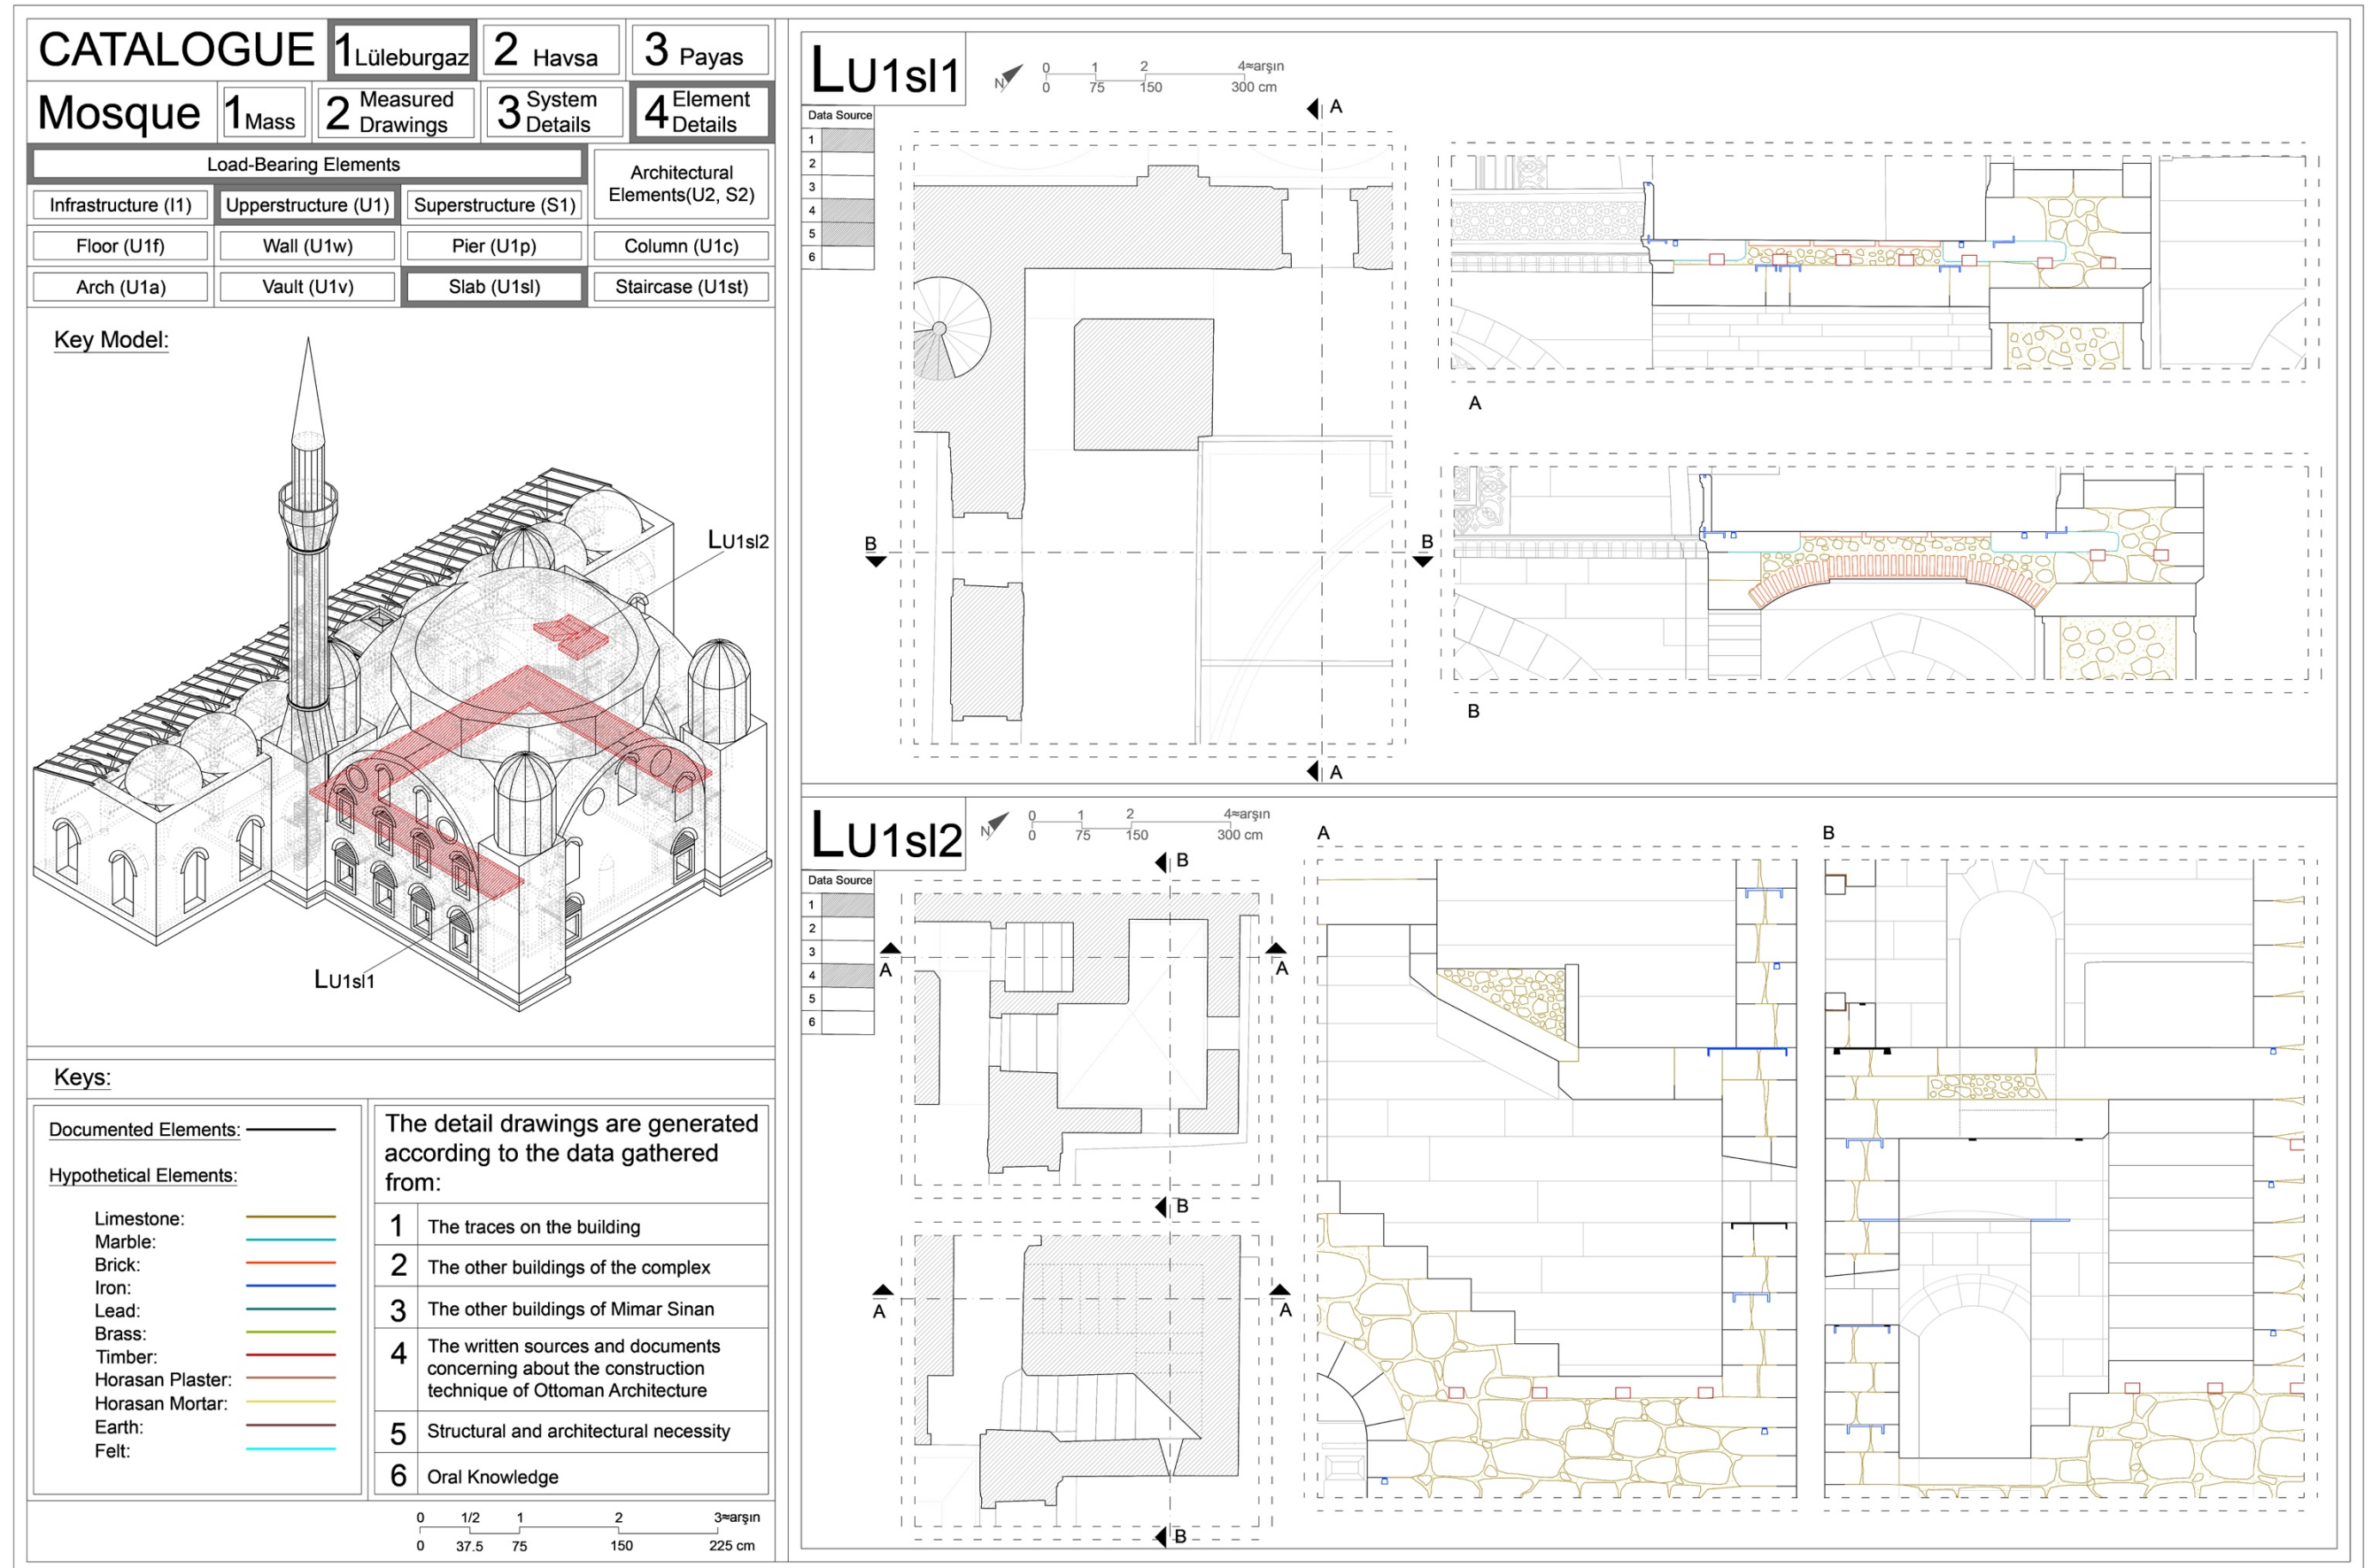 CATALOGUE 1 Lüleburgaz 2 Havsa 3 Payas
Mosque 1 Mass 2 Measured Drawings 3 System Details 4 Element Details
Load-Bearing Elements
Architectural Elements(U2, S2)
Infrastructure (I1) Upperstructure (U1) Superstructure (S1)
Floor (U1f) Wall (U1w) Pier (U1p) Column (U1c)
Arch (U1a) Vault (U1v) Slab (U1sl) Staircase (U1st)
Key Model:
LU1sl2
LU1sl1
Keys:
Documented Elements:
Hypothetical Elements:
Limestone:
Marble:
Brick:
Iron:
Lead:
Brass:
Timber:
Horasan Plaster:
Horasan Mortar:
Earth:
Felt:
The detail drawings are generated
according to the data gathered
from:
1 The traces on the building
2 The other buildings of the complex
3 The other buildings of Mimar Sinan
4 The written sources and documents
concerning about the construction
technique of Ottoman Architecture
5 Structural and architectural necessity
6 Oral Knowledge
0 1/2 1 2 3≈arşın
0 37.5 75 150 225 cm
LU1sl1
N
0 1 2 4≈arşın
0 75 150 300 cm
Data Source
1
2
3
4
5
6
A
B
B
A
A
B
LU1sl2
N
0 1 2 4≈arşın
0 75 150 300 cm
Data Source
1
2
3
4
5
6
B
A
A
B
A
A
B
A
B